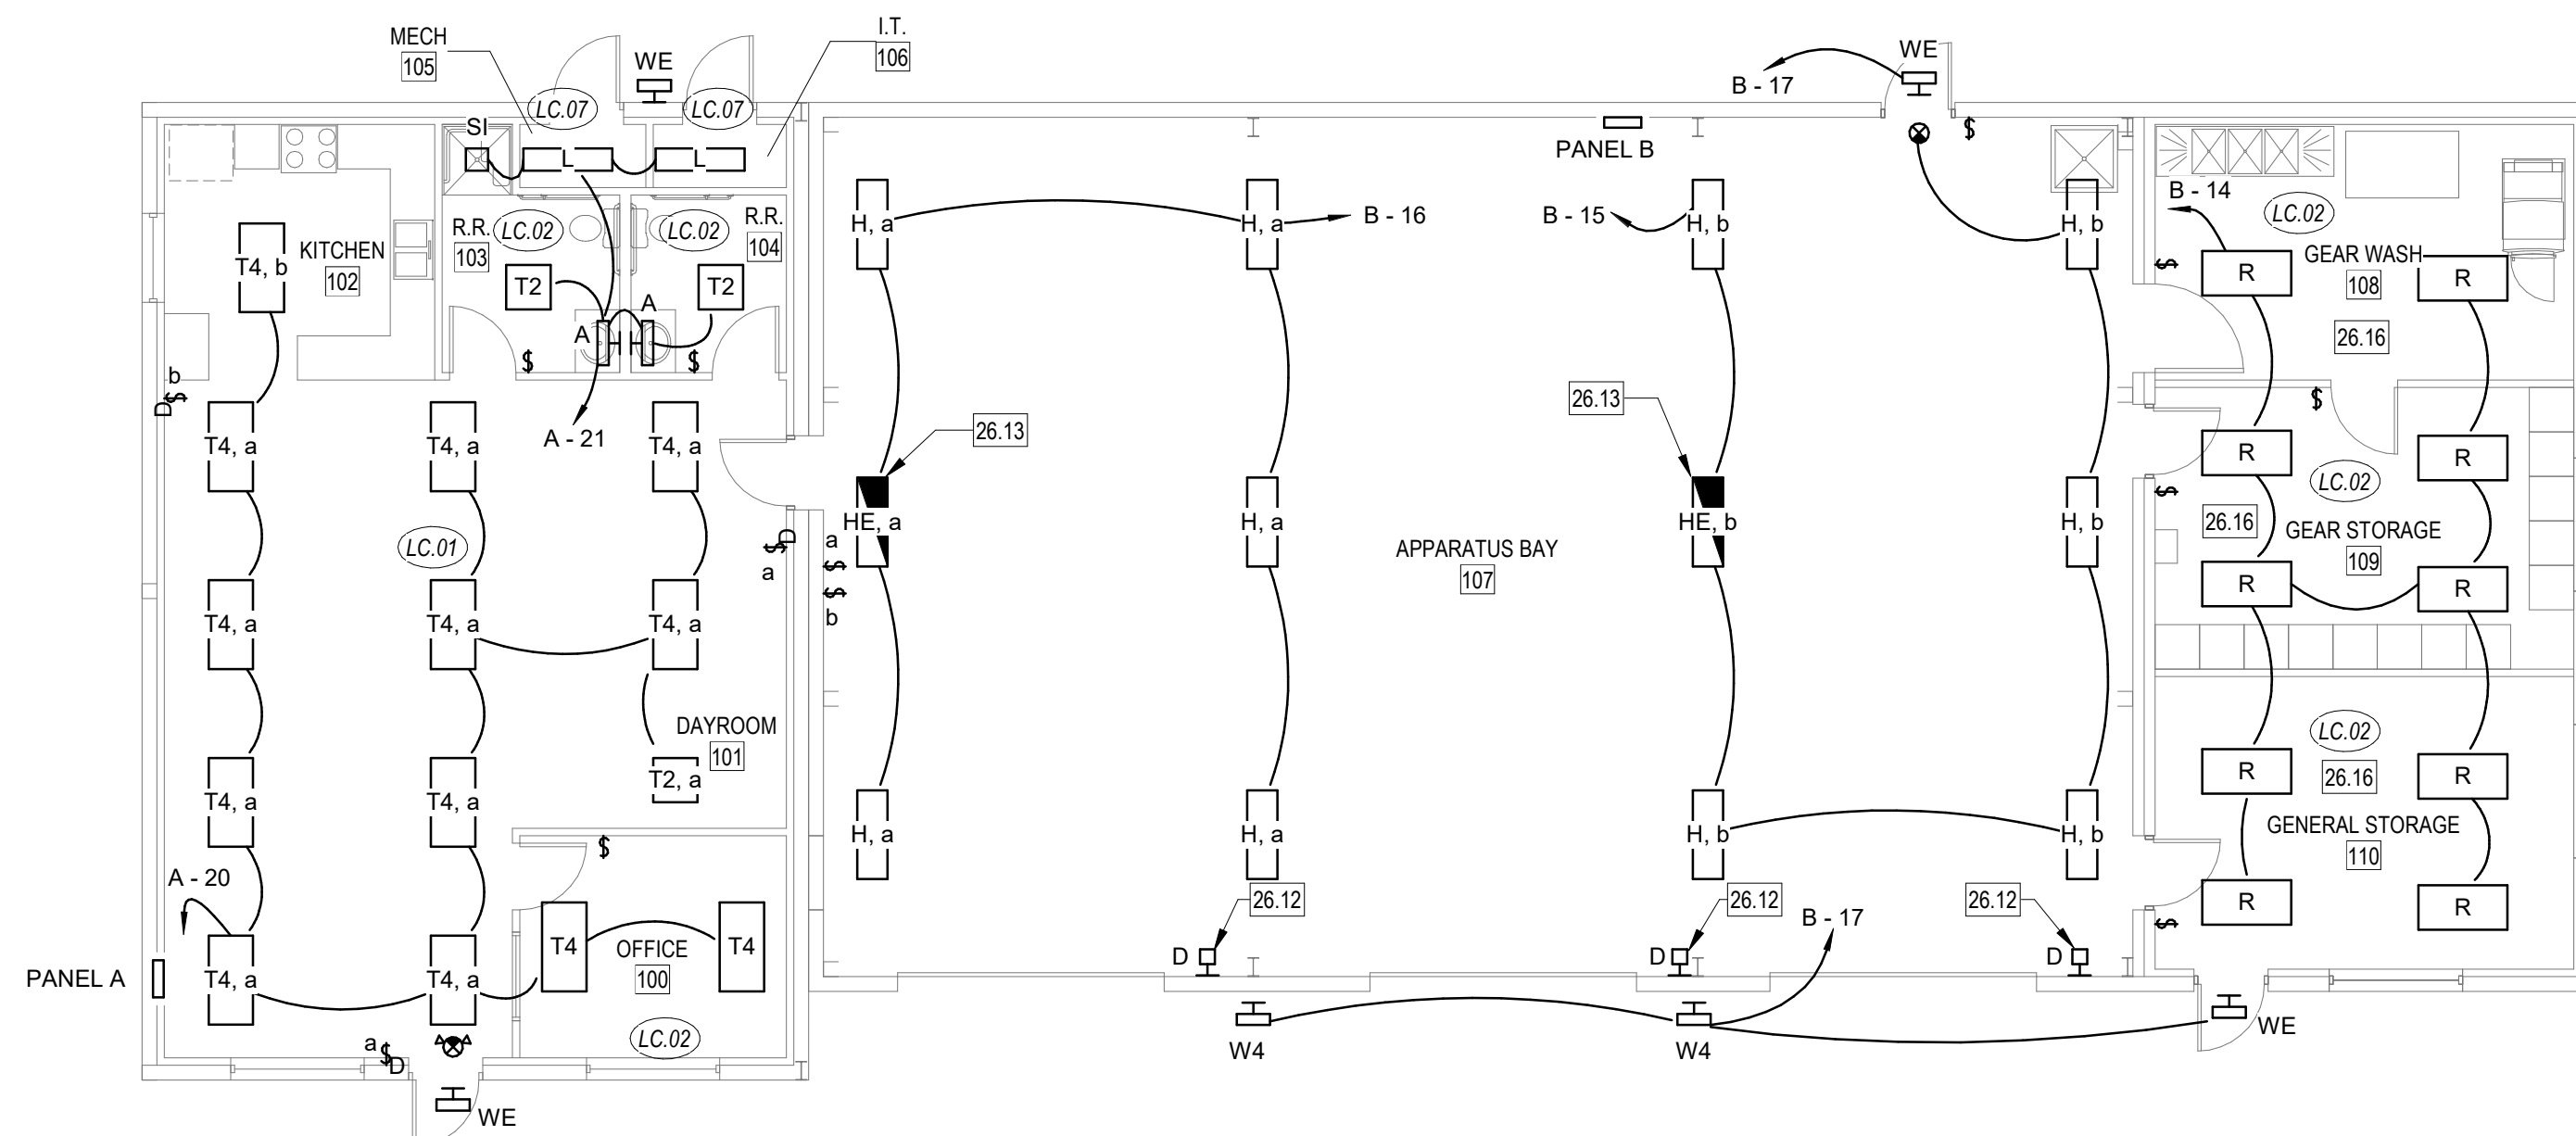 MECH
105
I.T.
106
WE
WE
B - 17
LC.07
LC.07
SI
L
L
PANEL B
B - 14
LC.02
R.R.
103
LC.02
LC.02
R.R.
104
KITCHEN
102
T4, b
T2
T2
A
A
$
$
b
$
D
A - 21
H, a
H, a
B - 16
B - 15
H, b
H, b
$
$
R
GEAR WASH
108
R
26.16
T4, a
T4, a
T4, a
26.13
26.13
$
R
R
LC.02
LC.01
HE, a
H, a
HE, b
H, b
$
26.16
GEAR STORAGE
109
D
$
a
a
$
$
b
APPARATUS BAY
107
R
R
T4, a
T4, a
T4, a
DAYROOM
101
T2, a
T4, a
T4, a
LC.02
26.16
R
R
GENERAL STORAGE
110
H, a
H, a
H, b
H, b
$
A - 20
26.12
26.12
26.12
B - 17
R
R
$
T4
OFFICE
100
T4
D
D
D
PANEL A
T4, a
T4, a
LC.02
a
$
D
W4
W4
WE
WE